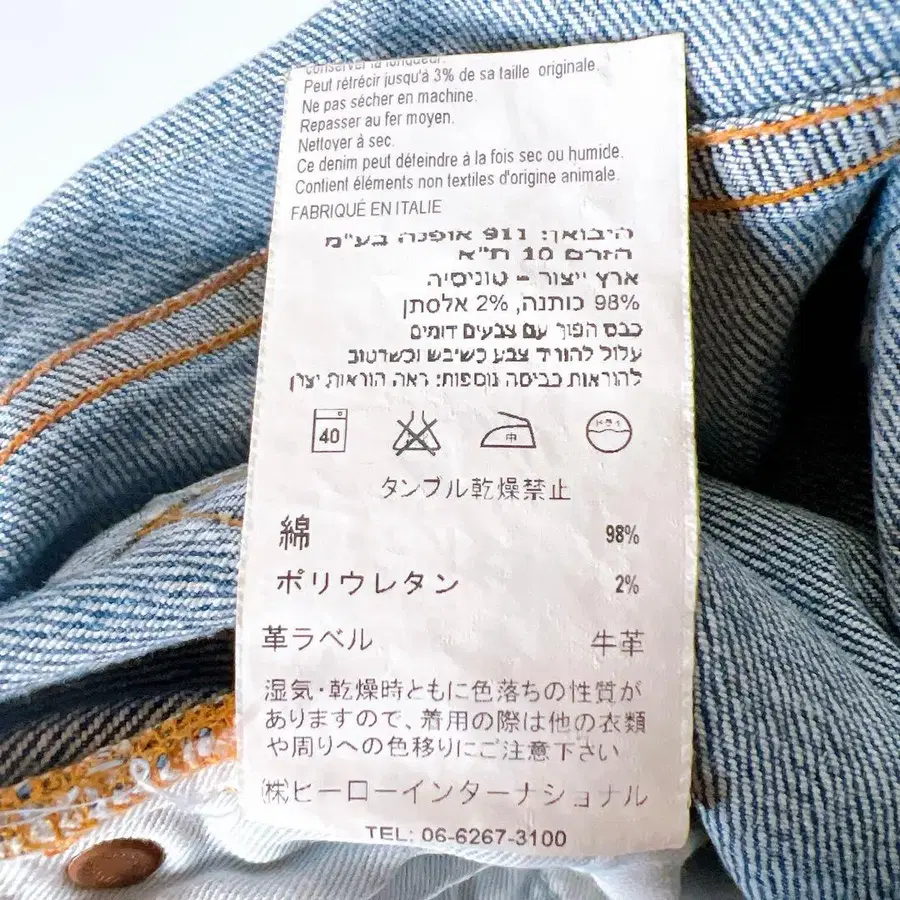 conserver la longueur.
Peut rétrécir jusqu'à 3% de sa taille originale.
Ne pas sécher en machine.
Repasser au fer moyen.
Nettoyer à sec.
Ce denim peut déteindre à la fois sec ou humide.
Contient éléments non textiles d'origine animale.
FABRIQUÉ EN ITALIE
היבואן: 911 אופנה בע"מ
הזרם 10 ת"א
ארץ ייצור - טוניסיה.
98% כותנה, 2% אלסתן
כבס הפוך עם צבעים דומים
עלול להוריד צבע כשיבש וכשרטוב
להוראות כביסה נוספות: ראה הוראות יצרן
40 中 ドライ
タンブル乾燥禁止
綿 98%
ポリウレタン 2%
革ラベル 牛革
湿気・乾燥時ともに色落ちの性質が
ありますので、着用の際は他の衣類
や周りへの色移りにご注意下さい
㈱ヒーローインターナショナル
TEL: 06-6267-3100